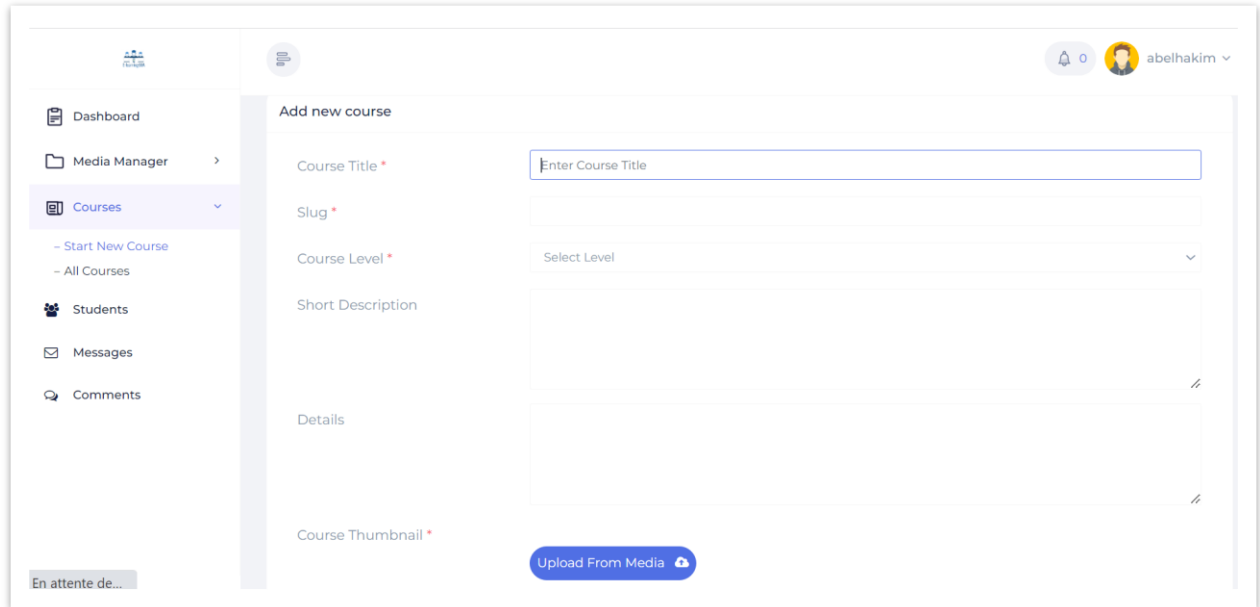 0
abelhakim
Dashboard
Media Manager
Courses
– Start New Course
– All Courses
Students
Messages
Comments
Add new course
Course Title *
Enter Course Title
Slug *
Course Level *
Select Level
Short Description
Details
Course Thumbnail *
Upload From Media
En attente de...